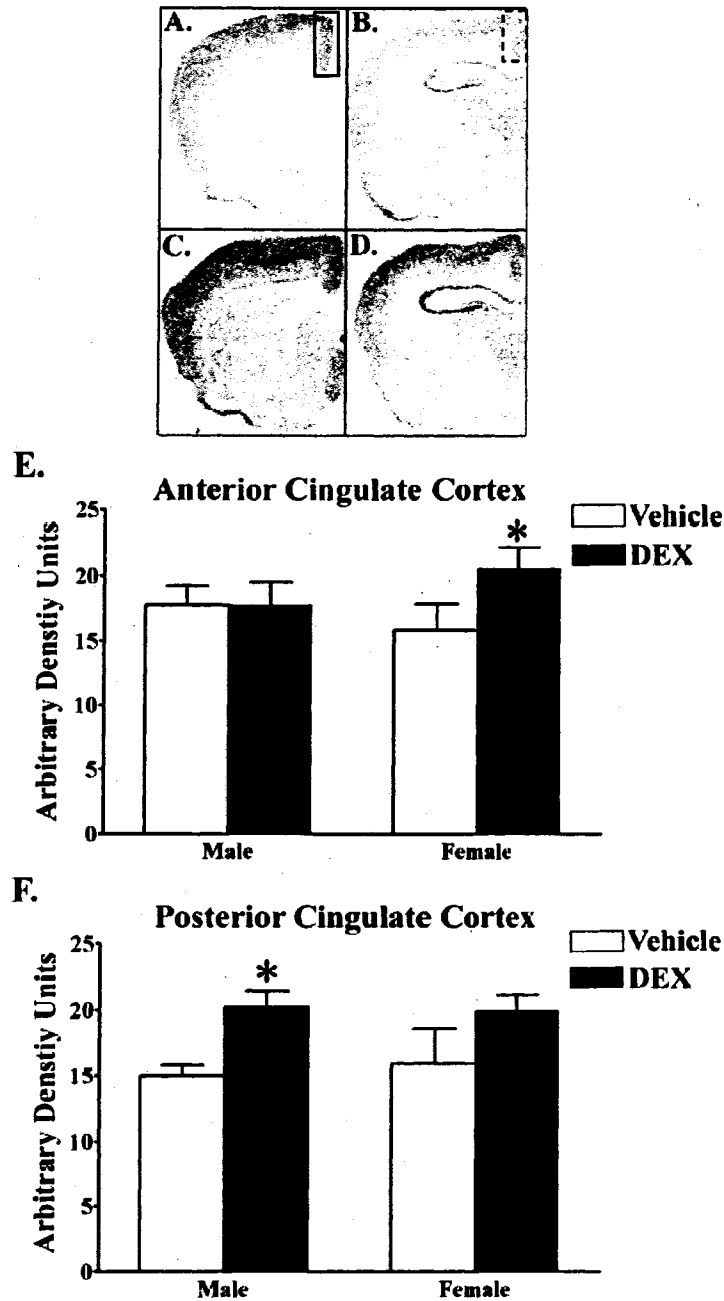 A.
B.
C.
D.
E.
Anterior Cingulate Cortex
Vehicle
DEX
Arbitrary Denstiy Units
25
20
15
10
5
0
*
Male
Female
F.
Posterior Cingulate Cortex
Vehicle
DEX
Arbitrary Denstiy Units
25
20
15
10
5
0
*
Male
Female